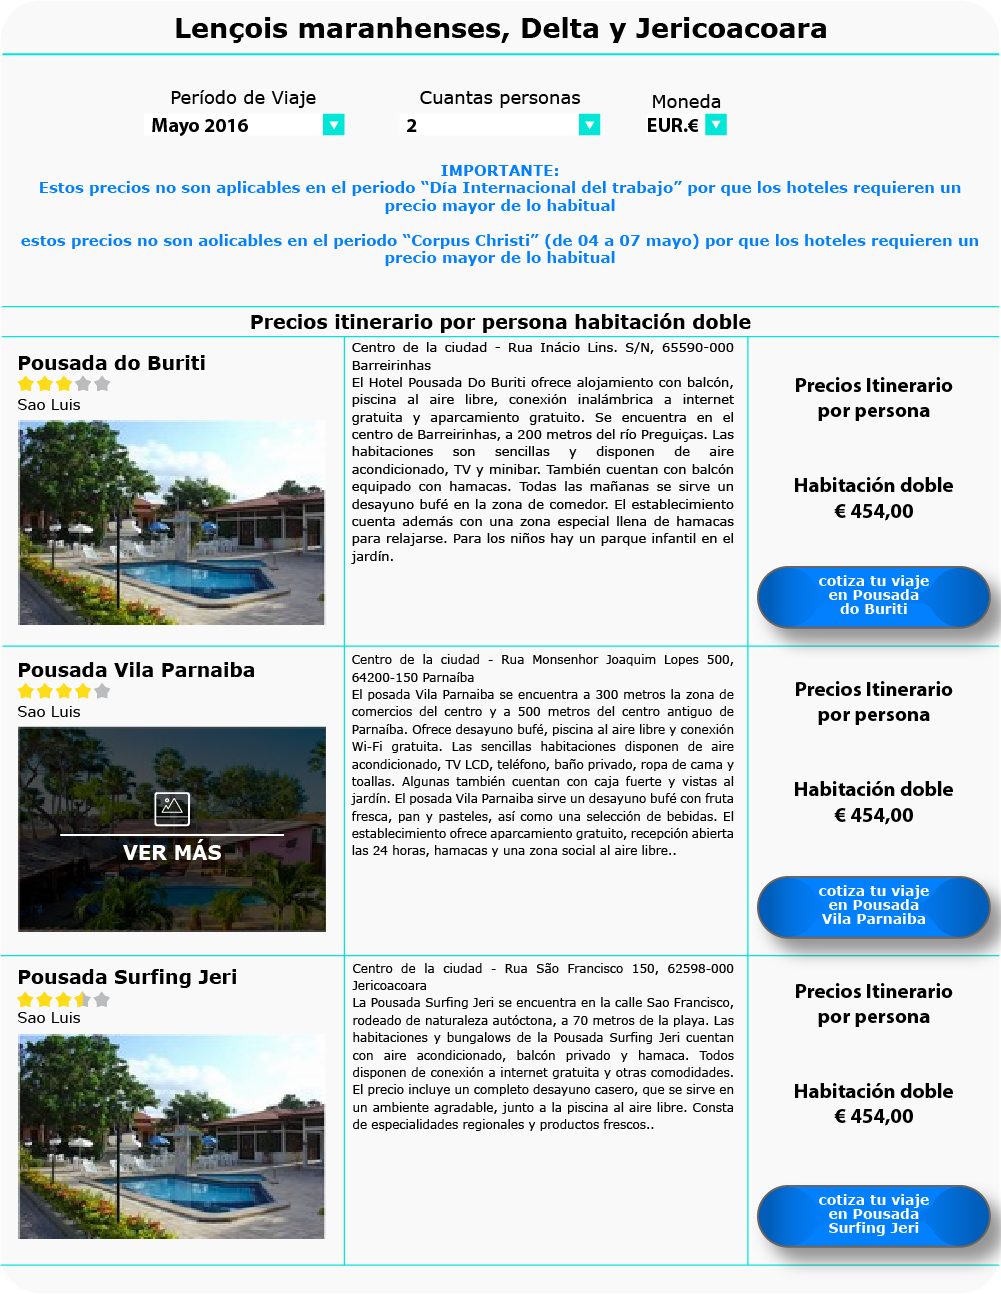 Lençois maranhenses, Delta y Jericoacoara
Período de Viaje
Cuantas personas
Moneda
Mayo 2016
2
EUR.€
IMPORTANTE:
Estos precios no son aplicables en el periodo “Día Internacional del trabajo” por que los hoteles requieren un
precio mayor de lo habitual
estos precios no son aolicables en el periodo “Corpus Christi” (de 04 a 07 mayo) por que los hoteles requieren un
precio mayor de lo habitual
Precios itinerario por persona habitación doble
Pousada do Buriti
Sao Luis
Centro de la ciudad - Rua Inácio Lins. S/N, 65590-000
Barreirinhas
El Hotel Pousada Do Buriti ofrece alojamiento con balcón,
piscina al aire libre, conexión inalámbrica a internet
gratuita y aparcamiento gratuito. Se encuentra en el
centro de Barreirinhas, a 200 metros del río Preguiças. Las
habitaciones son sencillas y disponen de aire
acondicionado, TV y minibar. También cuentan con balcón
equipado con hamacas. Todas las mañanas se sirve un
desayuno bufé en la zona de comedor. El establecimiento
cuenta además con una zona especial llena de hamacas
para relajarse. Para los niños hay un parque infantil en el
jardín.
Precios Itinerario
por persona
Habitación doble
€ 454,00
cotiza tu viaje
en Pousada
do Buriti
Pousada Vila Parnaiba
Sao Luis
VER MÁS
Centro de la ciudad - Rua Monsenhor Joaquim Lopes 500,
64200-150 Parnaíba
El posada Vila Parnaiba se encuentra a 300 metros la zona de
comercios del centro y a 500 metros del centro antiguo de
Parnaíba. Ofrece desayuno bufé, piscina al aire libre y conexión
Wi-Fi gratuita. Las sencillas habitaciones disponen de aire
acondicionado, TV LCD, teléfono, baño privado, ropa de cama y
toallas. Algunas también cuentan con caja fuerte y vistas al
jardín. El posada Vila Parnaiba sirve un desayuno bufé con fruta
fresca, pan y pasteles, así como una selección de bebidas. El
establecimiento ofrece aparcamiento gratuito, recepción abierta
las 24 horas, hamacas y una zona social al aire libre..
Precios Itinerario
por persona
Habitación doble
€ 454,00
cotiza tu viaje
en Pousada
Vila Parnaiba
Pousada Surfing Jeri
Sao Luis
Centro de la ciudad - Rua São Francisco 150, 62598-000
Jericoacoara
La Pousada Surfing Jeri se encuentra en la calle Sao Francisco,
rodeado de naturaleza autóctona, a 70 metros de la playa. Las
habitaciones y bungalows de la Pousada Surfing Jeri cuentan
con aire acondicionado, balcón privado y hamaca. Todos
disponen de conexión a internet gratuita y otras comodidades.
El precio incluye un completo desayuno casero, que se sirve en
un ambiente agradable, junto a la piscina al aire libre. Consta
de especialidades regionales y productos frescos..
Precios Itinerario
por persona
Habitación doble
€ 454,00
cotiza tu viaje
en Pousada
Surfing Jeri